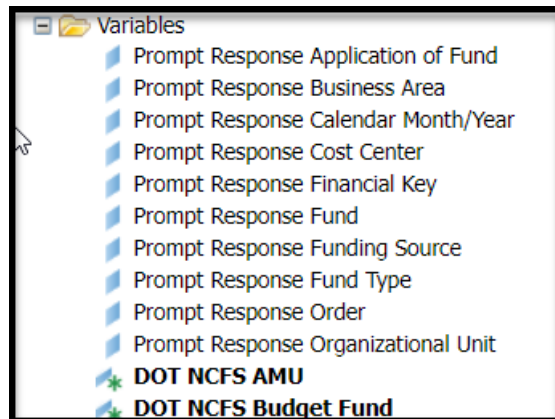 Variables
Prompt Response Application of Fund
Prompt Response Business Area
Prompt Response Calendar Month/Year
Prompt Response Cost Center
Prompt Response Financial Key
Prompt Response Fund
Prompt Response Funding Source
Prompt Response Fund Type
Prompt Response Order
Prompt Response Organizational Unit
DOT NCFS AMU
DOT NCFS Budget Fund